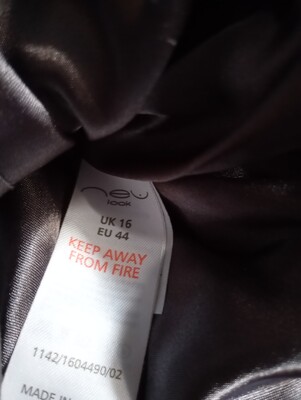 new
look
UK 16
EU 44
KEEP AWAY
FROM FIRE
1142/1604490/02
MADE IN